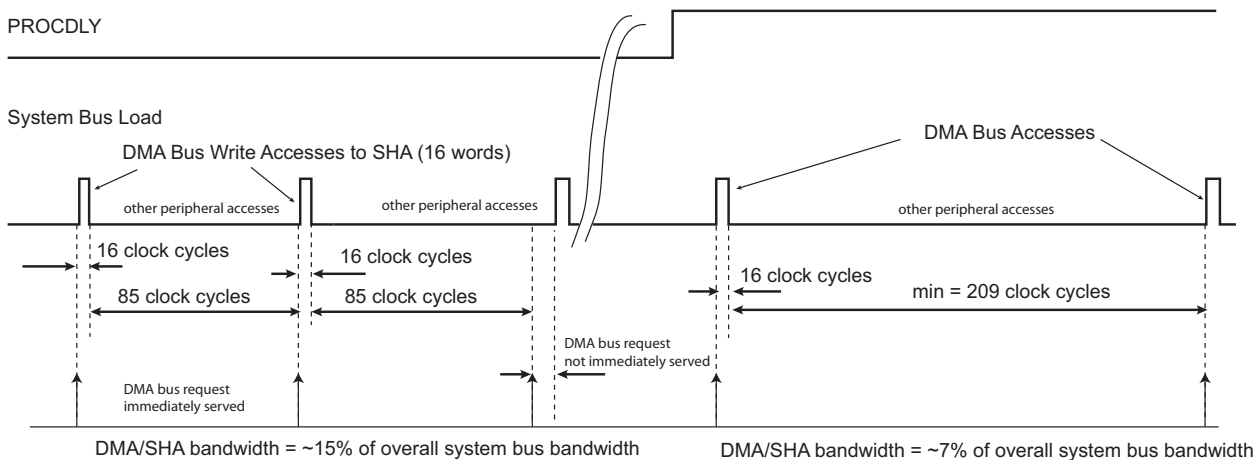 PROCDLY
System Bus Load
DMA Bus Write Accesses to SHA (16 words)
DMA Bus Accesses
other peripheral accesses
other peripheral accesses
other peripheral accesses
16 clock cycles
16 clock cycles
16 clock cycles
85 clock cycles
85 clock cycles
min = 209 clock cycles
DMA bus request
not immediately served
DMA bus request
immediately served
DMA/SHA bandwidth = ~15% of overall system bus bandwidth
DMA/SHA bandwidth = ~7% of overall system bus bandwidth